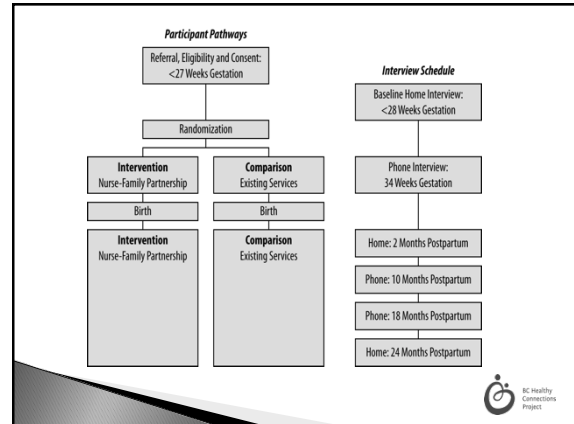 Participant Pathways
Referral, Eligibility and Consent:
<27 Weeks Gestation
Randomization
Intervention
Nurse-Family Partnership
Comparison
Existing Services
Birth
Birth
Intervention
Nurse-Family Partnership
Comparison
Existing Services
Interview Schedule
Baseline Home Interview:
<28 Weeks Gestation
Phone Interview:
34 Weeks Gestation
Home: 2 Months Postpartum
Phone: 10 Months Postpartum
Phone: 18 Months Postpartum
Home: 24 Months Postpartum
BC Healthy
Connections
Project